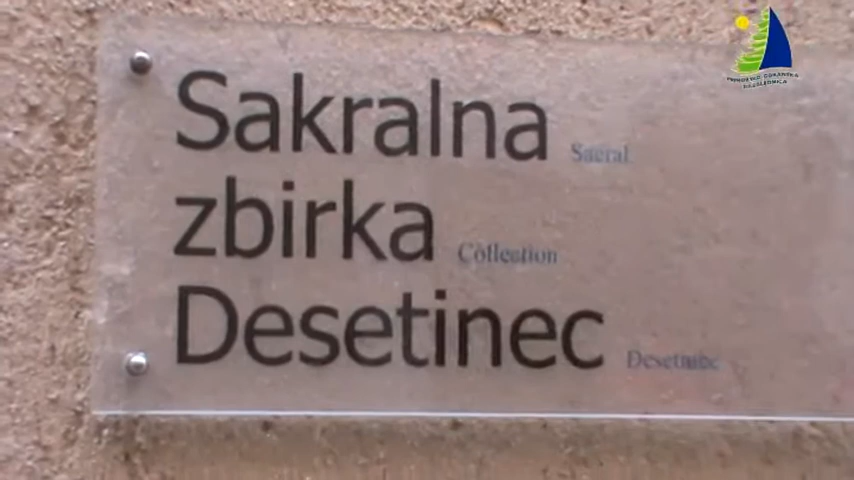 Sakralna Sacral
zbirka Collection
Desetinec Desetinec